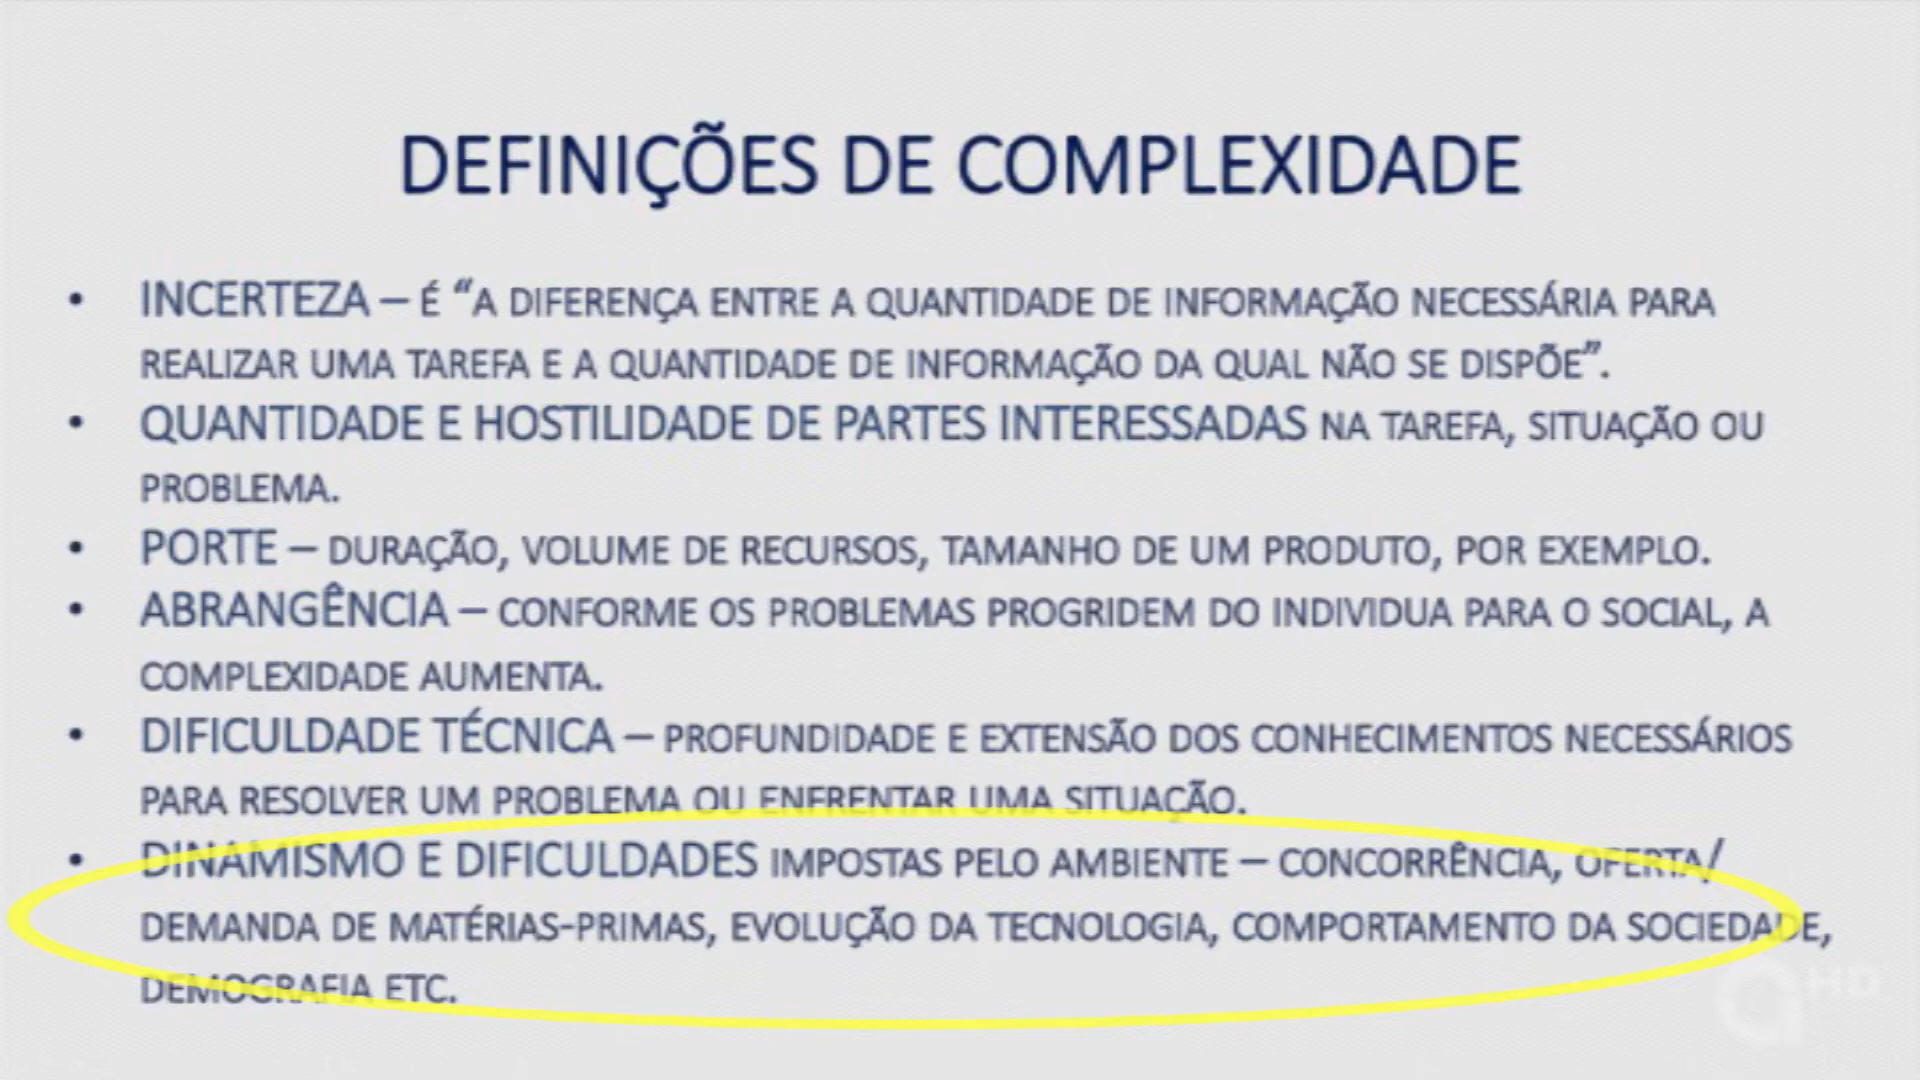 DEFINIÇÕES DE COMPLEXIDADE
• INCERTEZA – É “A DIFERENÇA ENTRE A QUANTIDADE DE INFORMAÇÃO NECESSÁRIA PARA
REALIZAR UMA TAREFA E A QUANTIDADE DE INFORMAÇÃO DA QUAL NÃO SE DISPÕE”.
• QUANTIDADE E HOSTILIDADE DE PARTES INTERESSADAS NA TAREFA, SITUAÇÃO OU
PROBLEMA.
• PORTE – DURAÇÃO, VOLUME DE RECURSOS, TAMANHO DE UM PRODUTO, POR EXEMPLO.
• ABRANGÊNCIA – CONFORME OS PROBLEMAS PROGRIDEM DO INDIVIDUA PARA O SOCIAL, A
COMPLEXIDADE AUMENTA.
• DIFICULDADE TÉCNICA – PROFUNDIDADE E EXTENSÃO DOS CONHECIMENTOS NECESSÁRIOS
PARA RESOLVER UM PROBLEMA OU ENFRENTAR UMA SITUAÇÃO.
• DINAMISMO E DIFICULDADES IMPOSTAS PELO AMBIENTE – CONCORRÊNCIA, OFERTA/
DEMANDA DE MATÉRIAS-PRIMAS, EVOLUÇÃO DA TECNOLOGIA, COMPORTAMENTO DA SOCIEDADE,
DEMOGRAFIA ETC.
HD